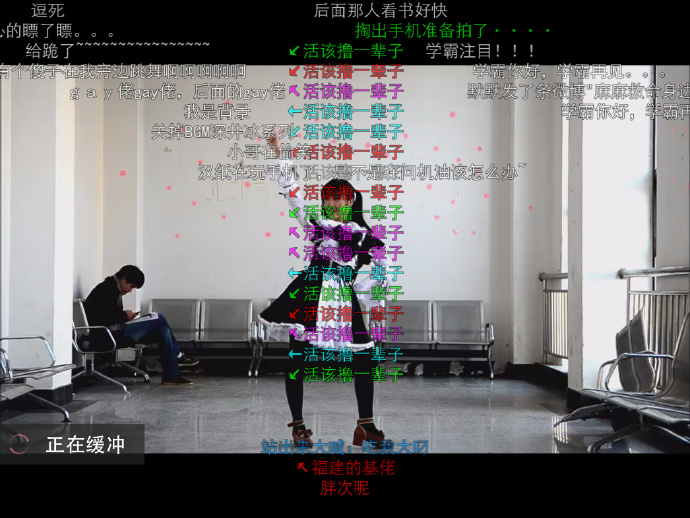 逗死
后面那人看书好快
心的瞟了瞟。。。
掏出手机准备拍了····
给跪了~~~~~~~~~~~~~~~~
↙活该撸一辈子
学霸注目！！！
有个傻子在我旁边跳舞啊啊啊啊啊
↙活该撸一辈子
学霸你好，学霸再见。。。
gay佬gay佬，后面的gay佬
↖活该撸一辈子
默默发了条微博"麻麻救命身边
我是背景
←活该撸一辈子
学霸你好，学霸再
关掉BGM深井冰系列
活该撸一辈子
小哥在偷笑
活该撸一辈子
汉纸在玩手机了
是不是在问机油该怎么办~
↙活该撸一辈子
↙活该撸一辈子
↖活该撸一辈子
↖活该撸一辈子
←活该撸一辈子
↙活该撸一辈子
↙活该撸一辈子
↖活该撸一辈子
←活该撸一辈子
↙活该撸一辈子
正在缓冲
站出来大喊：吃我大
↖福建的基佬
胖次呢